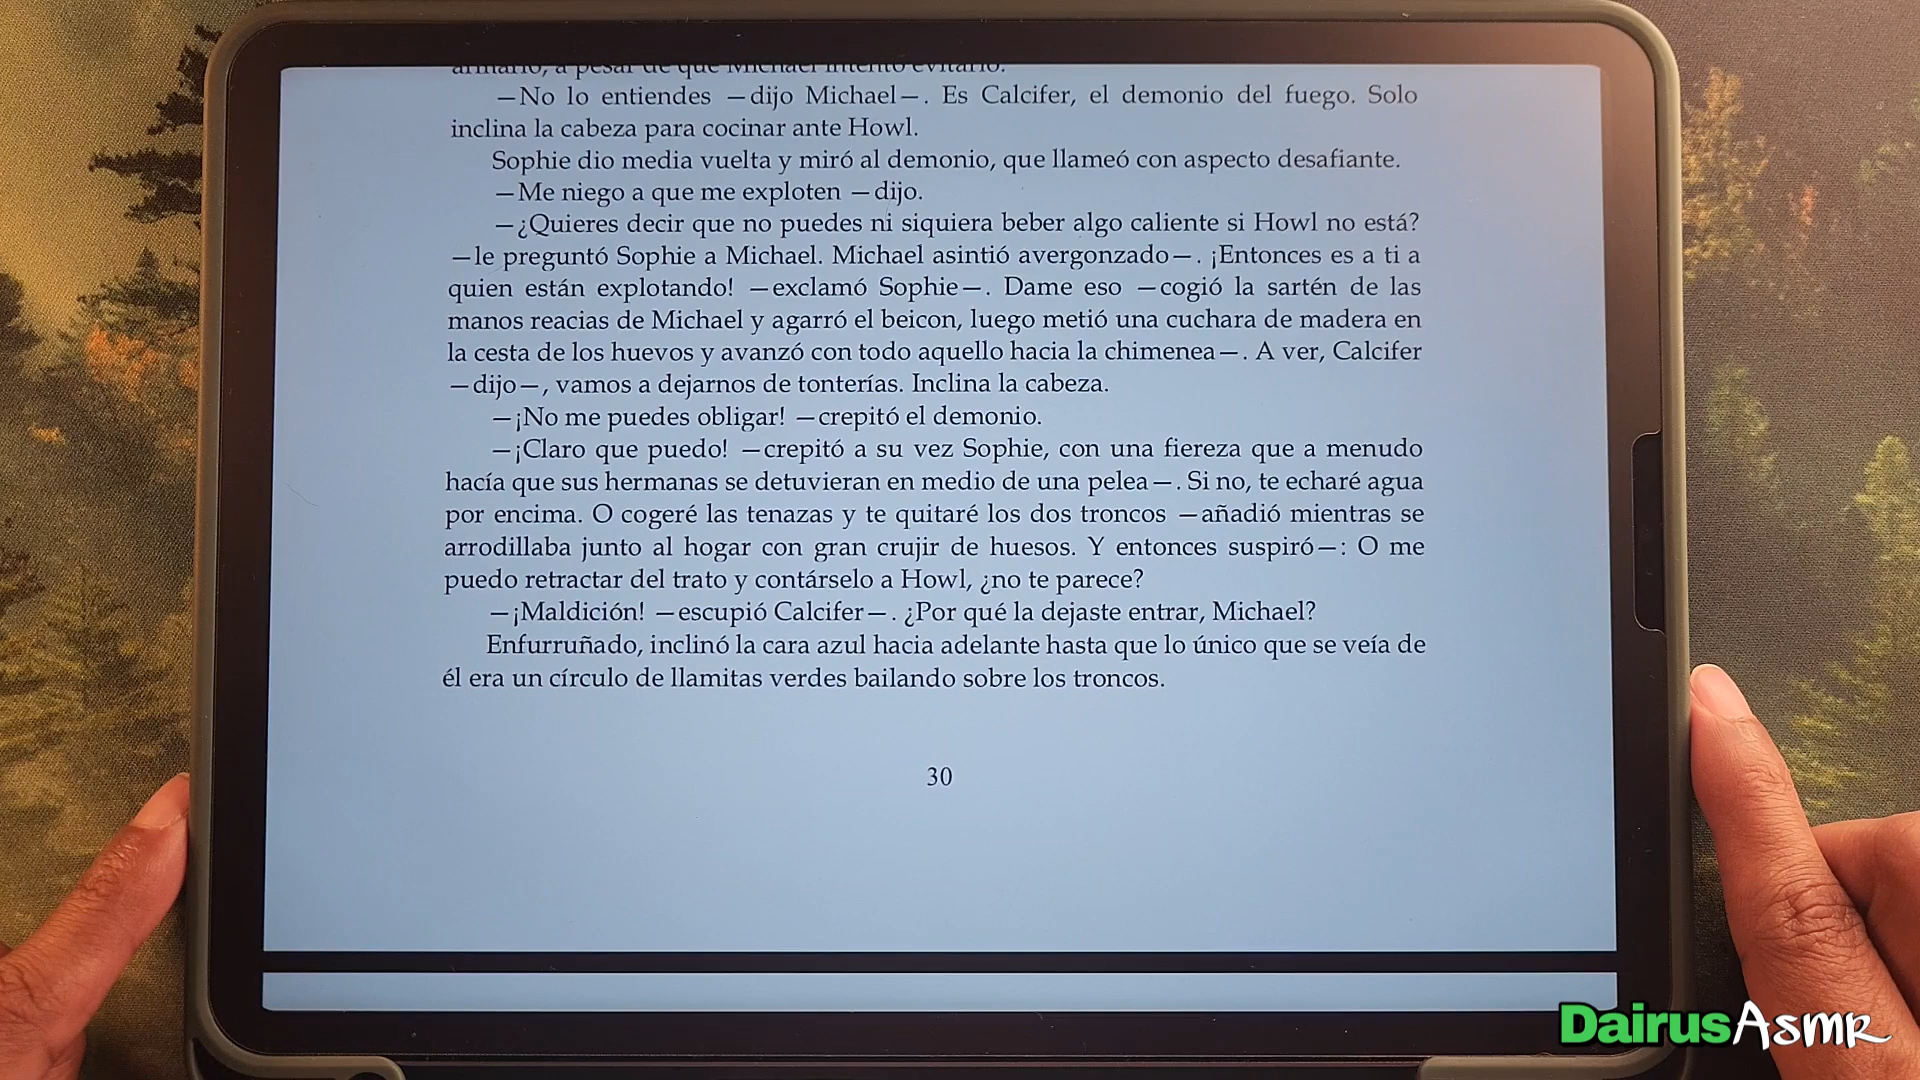 armario, a pesar de que Michael intentó evitarlo.
—No lo entiendes —dijo Michael—. Es Calcifer, el demonio del fuego. Solo
inclina la cabeza para cocinar ante Howl.
Sophie dio media vuelta y miró al demonio, que llameó con aspecto desafiante.
—Me niego a que me exploten —dijo.
—¿Quieres decir que no puedes ni siquiera beber algo caliente si Howl no está?
—le preguntó Sophie a Michael. Michael asintió avergonzado—. ¡Entonces es a ti a
quien están explotando! —exclamó Sophie—. Dame eso —cogió la sartén de las
manos reacias de Michael y agarró el beicon, luego metió una cuchara de madera en
la cesta de los huevos y avanzó con todo aquello hacia la chimenea—. A ver, Calcifer
—dijo—, vamos a dejarnos de tonterías. Inclina la cabeza.
—¡No me puedes obligar! —crepitó el demonio.
—¡Claro que puedo! —crepitó a su vez Sophie, con una fiereza que a menudo
hacía que sus hermanas se detuvieran en medio de una pelea—. Si no, te echaré agua
por encima. O cogeré las tenazas y te quitaré los dos troncos —añadió mientras se
arrodillaba junto al hogar con gran crujir de huesos. Y entonces suspiró—: O me
puedo retractar del trato y contárselo a Howl, ¿no te parece?
—¡Maldición! —escupió Calcifer—. ¿Por qué la dejaste entrar, Michael?
Enfurruñado, inclinó la cara azul hacia adelante hasta que lo único que se veía de
él era un círculo de llamitas verdes bailando sobre los troncos.
30
DairusAsmR